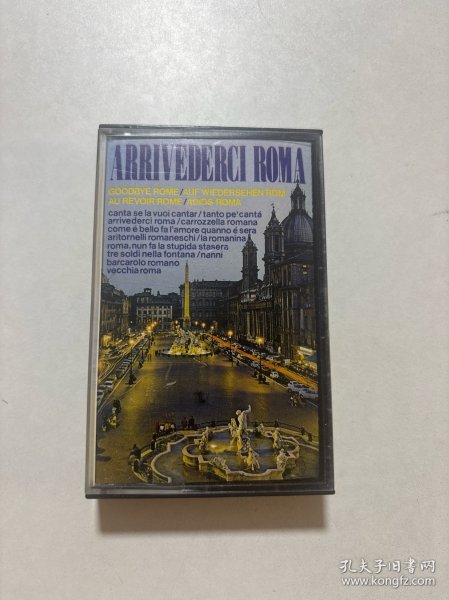 ARRIVEDERCI ROMA
GOODBYE ROME/AUF WIEDERSEHEN ROM
AU REVOIR ROME/ADIOS ROMA
canta se la vuoi cantar/tanto pe' cantá
arrivederci roma/carrozzella romana
come é bello fa l'amore quanno é sera
aritornelli romaneschi/la romanina
roma, nun fa la stupida stasera
tre soldi nella fontana/nanni
barcarolo romano
vecchia roma
孔夫子旧书网
www.kongfz.com